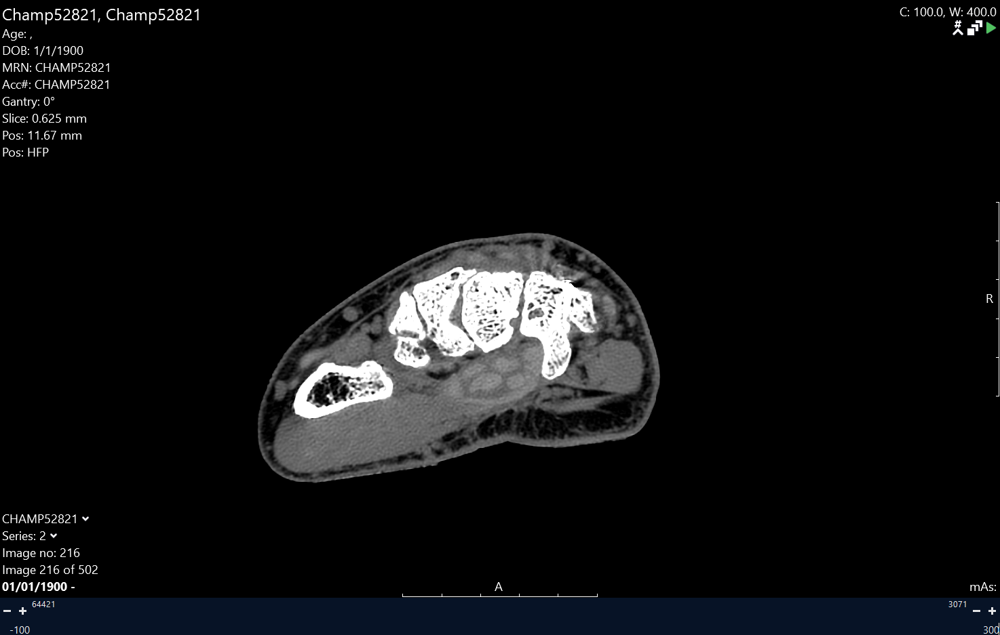 Champ52821, Champ52821
Age: ,
DOB: 1/1/1900
MRN: CHAMP52821
Acc#: CHAMP52821
Gantry: 0°
Slice: 0.625 mm
Pos: 11.67 mm
Pos: HFP
C: 100.0, W: 400.0
#
R
CHAMP52821
Series: 2
Image no: 216
Image 216 of 502
01/01/1900 -
A
mAs:
- + 64421
3071 - +
-100
300